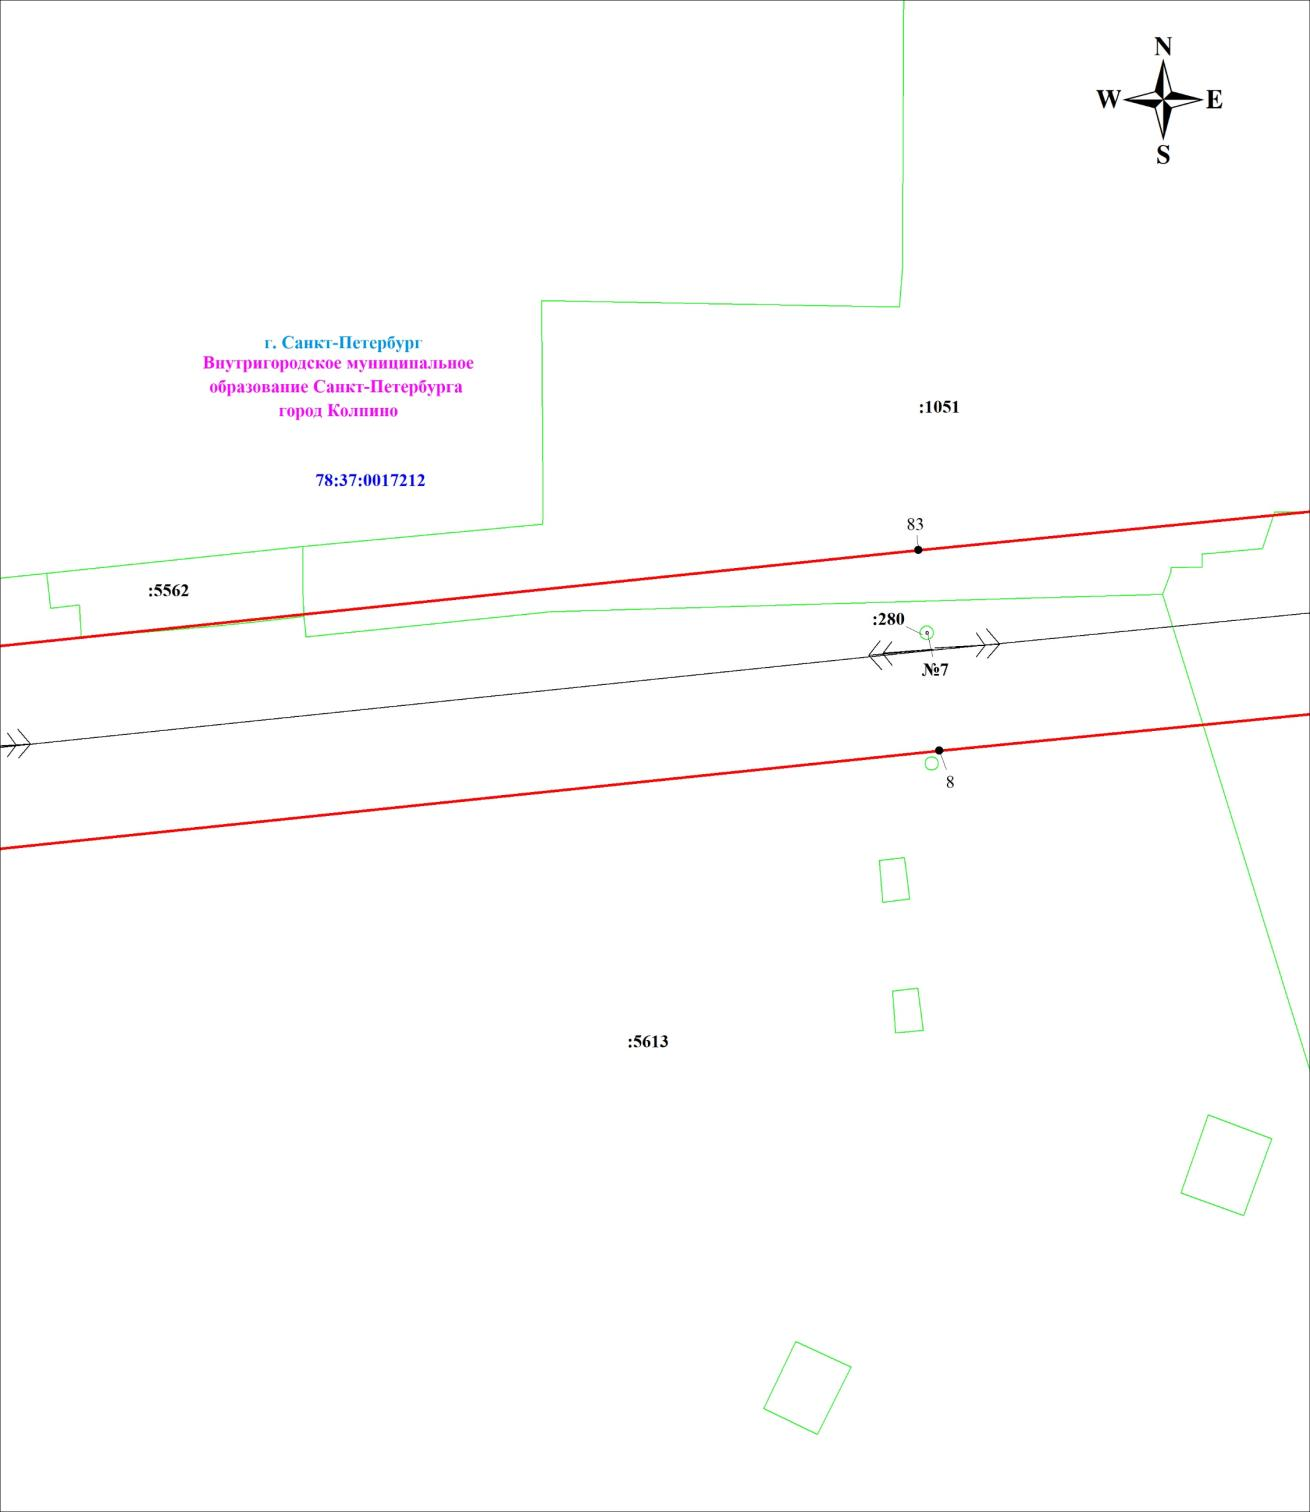 N
W E
S
г. Санкт-Петербург
Внутригородское муниципальное
образование Санкт-Петербурга
город Колпино
:1051
78:37:0017212
83
:5562
:280
№7
8
:5613